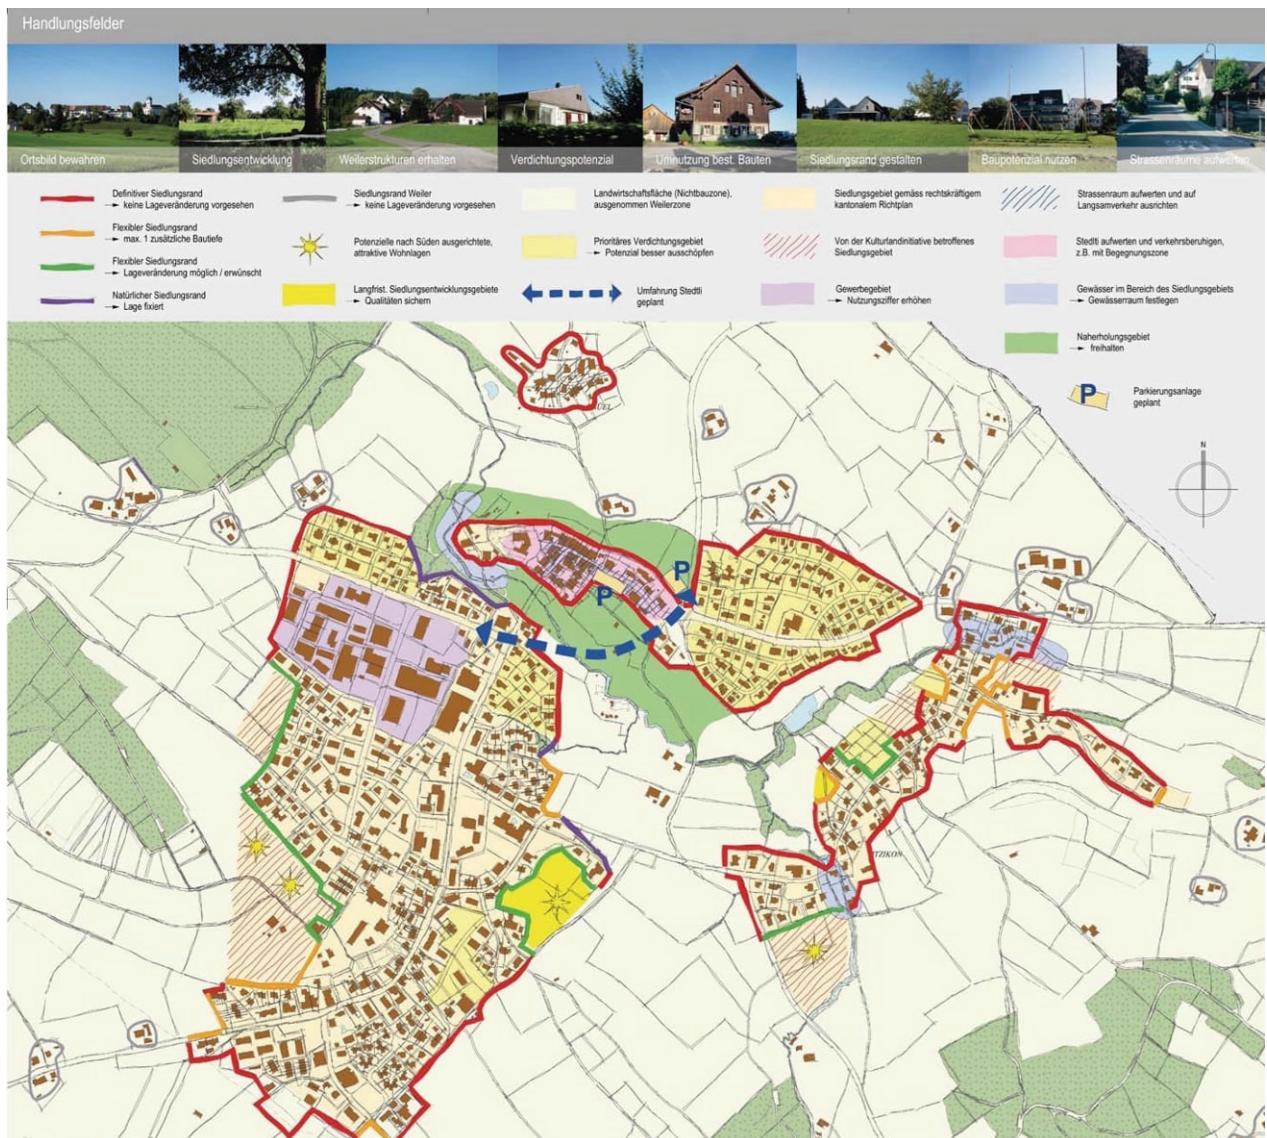 Handlungsfelder
Ortsbild bewahren
Siedlungsentwicklung
Weilerstrukturen erhalten
Verdichtungspotenzial
Umnutzung best. Bauten
Siedlungsrand gestalten
Baupotenzial nutzen
Strassenräume aufwerten
Definitiver Siedlungsrand
→ keine Lageveränderung vorgesehen
Flexibler Siedlungsrand
→ max. 1 zusätzliche Bautiefe
Flexibler Siedlungsrand
→ Lageveränderung möglich / erwünscht
Natürlicher Siedlungsrand
→ Lage fixiert
Siedlungsrand Weiler
→ keine Lageveränderung vorgesehen
Potenzielle nach Süden ausgerichtete,
attraktive Wohnlagen
Langfrist. Siedlungsentwicklungsgebiete
→ Qualitäten sichern
Landwirtschaftsfläche (Nichtbauzone),
ausgenommen Weilerzone
Prioritäres Verdichtungsgebiet
→ Potenzial besser ausschöpfen
Umfahrung Stedtli
geplant
Siedlungsgebiet gemäss rechtskräftigem
kantonalem Richtplan
Von der Kulturlandinitiative betroffenes
Siedlungsgebiet
Gewerbegebiet
→ Nutzungsziffer erhöhen
Strassenraum aufwerten und auf
Langsamverkehr ausrichten
Stedtli aufwerten und verkehrsberuhigen,
z.B. mit Begegnungszone
Gewässer im Bereich des Siedlungsgebiets
→ Gewässerraum festlegen
Naherholungsgebiet
→ freihalten
P
Parkierungsanlage
geplant
N
P
P